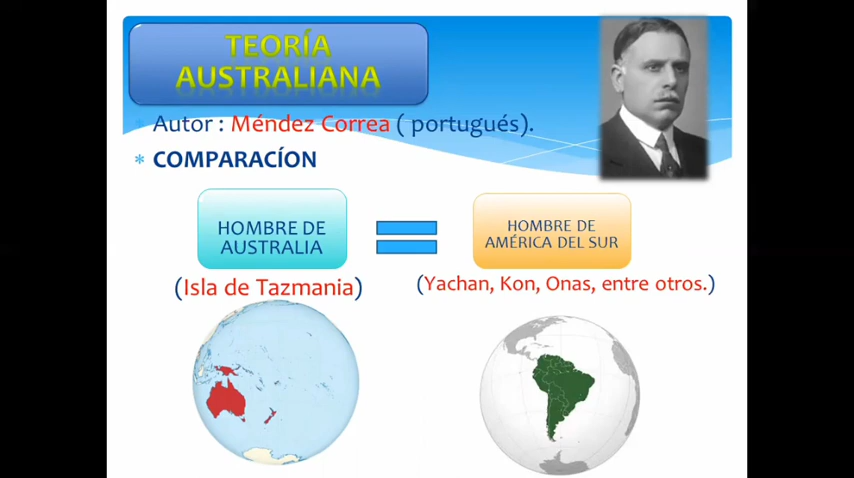 TEORÍA
AUSTRALIANA
Autor : Méndez Correa ( portugués).
* COMPARACÍON
HOMBRE DE
AUSTRALIA
HOMBRE DE
AMÉRICA DEL SUR
(Isla de Tazmania)
(Yachan, Kon, Onas, entre otros.)